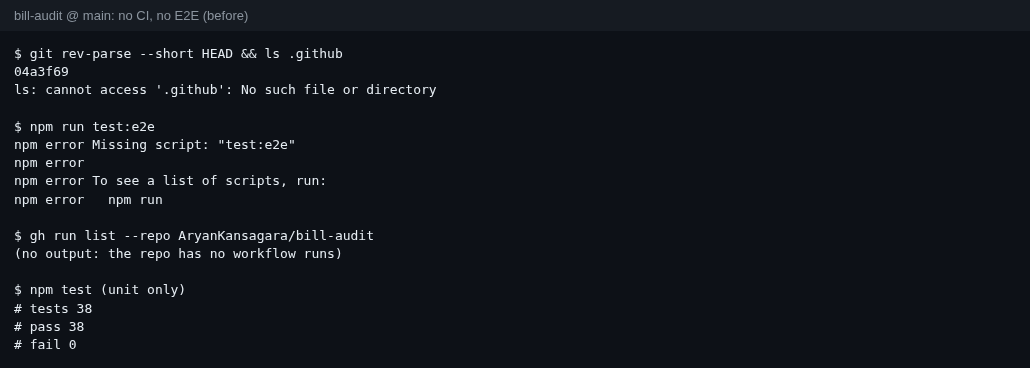 bill-audit @ main: no CI, no E2E (before)
$ git rev-parse --short HEAD && ls .github
04a3f69
ls: cannot access '.github': No such file or directory
$ npm run test:e2e
npm error Missing script: "test:e2e"
npm error
npm error To see a list of scripts, run:
npm error   npm run
$ gh run list --repo AryanKansagara/bill-audit
(no output: the repo has no workflow runs)
$ npm test (unit only)
# tests 38
# pass 38
# fail 0